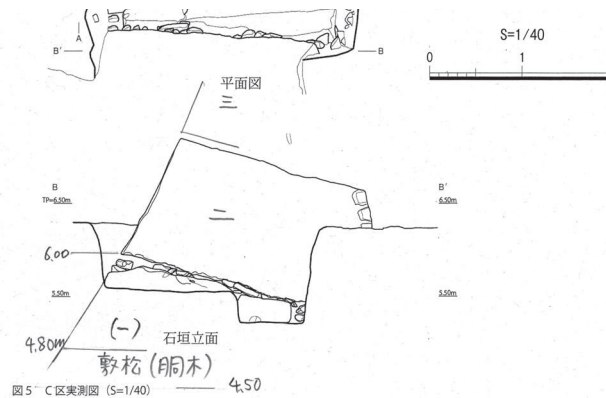 S=1/40
A
0 1
B′ B
平面図
三
B B′
TP=6.50m 6.50m
二
6.00
5.50m 5.50m
(一) 石垣立面
4.80m
敷松(胴木)
4.50
図5 C区実測図 (S=1/40)